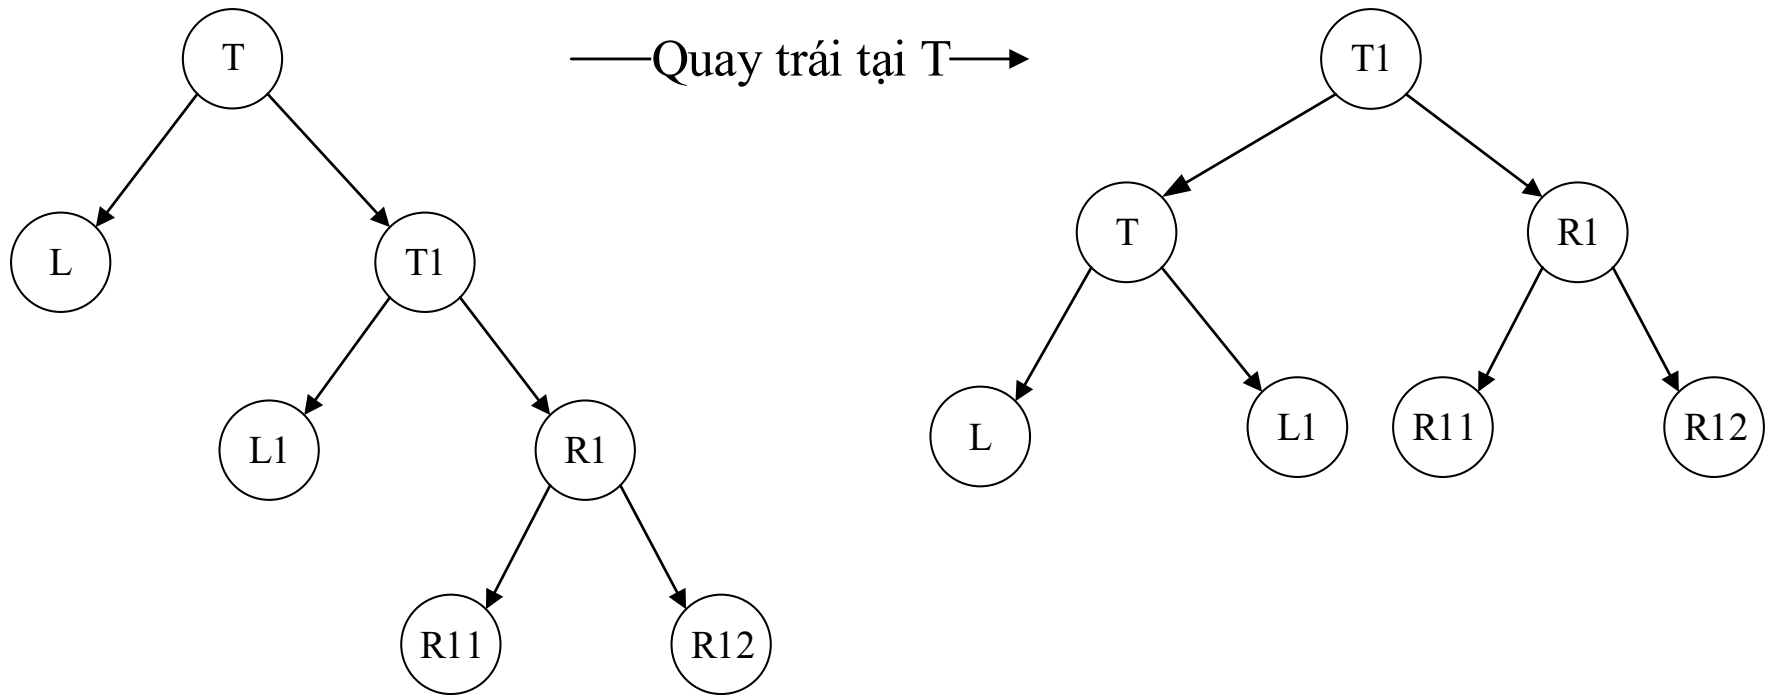 T
Quay trái tại T
T1
L
T1
T
R1
L1
R1
L
L1
R11
R12
R11
R12